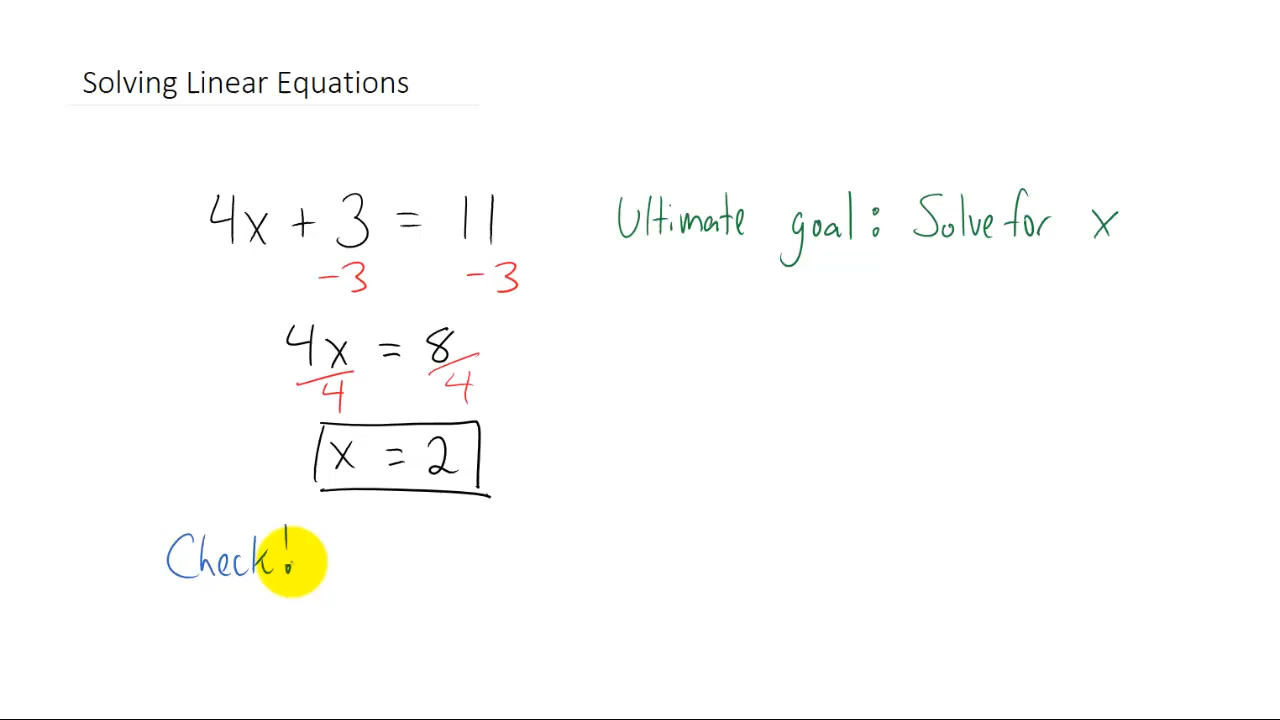 Solving Linear Equations
4x + 3 = 11 Ultimate goal: Solve for x
-3 -3
4x = 8
4 4
x = 2
Check!